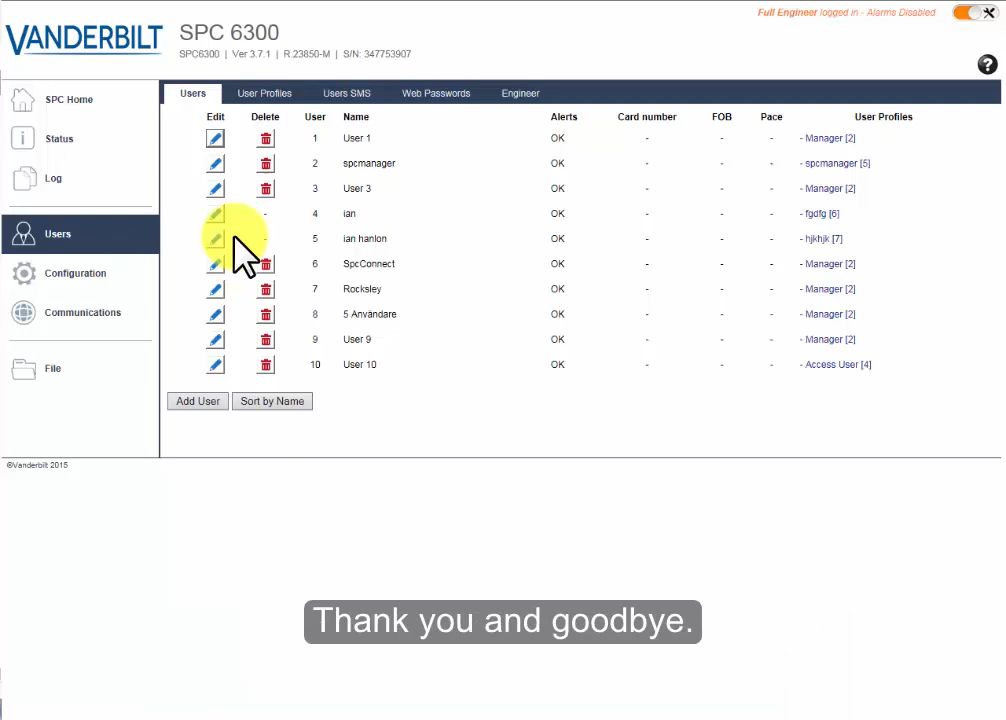 Full Engineer logged in - Alarms Disabled
VANDERBILT
SPC 6300
SPC6300 | Ver 3.7.1 | R.23850-M | S/N: 347753907
?
SPC Home
Status
Log
Users
Configuration
Communications
File
Users User Profiles Users SMS Web Passwords Engineer
Edit Delete User Name Alerts Card number FOB Pace User Profiles
1 User 1 OK - - - - Manager [2]
2 spcmanager OK - - - - spcmanager [5]
3 User 3 OK - - - - Manager [2]
- 4 ian OK - - - - fgdfg [6]
- 5 ian hanlon OK - - - - hjkhjk [7]
6 SpcConnect OK - - - - Manager [2]
7 Rocksley OK - - - - Manager [2]
8 5 Användare OK - - - - Manager [2]
9 User 9 OK - - - - Manager [2]
10 User 10 OK - - - - Access User [4]
Add User Sort by Name
©Vanderbilt 2015
Thank you and goodbye.